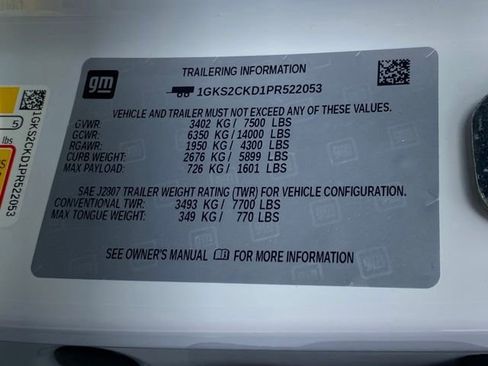 gm
TRAILERING INFORMATION
1GKS2CKD1PR522053
VEHICLE AND TRAILER MUST NOT EXCEED ANY OF THESE VALUES.
GVWR: 3402 KG / 7500 LBS
GCWR: 6350 KG / 14000 LBS
RGAWR: 1950 KG / 4300 LBS
CURB WEIGHT: 2676 KG / 5899 LBS
MAX PAYLOAD: 726 KG / 1601 LBS
SAE J2807 TRAILER WEIGHT RATING (TWR) FOR VEHICLE CONFIGURATION.
CONVENTIONAL TWR: 3493 KG / 7700 LBS
MAX TONGUE WEIGHT: 349 KG / 770 LBS
SEE OWNER'S MANUAL FOR MORE INFORMATION
1GKS2CKD1PR522053
5
lbs